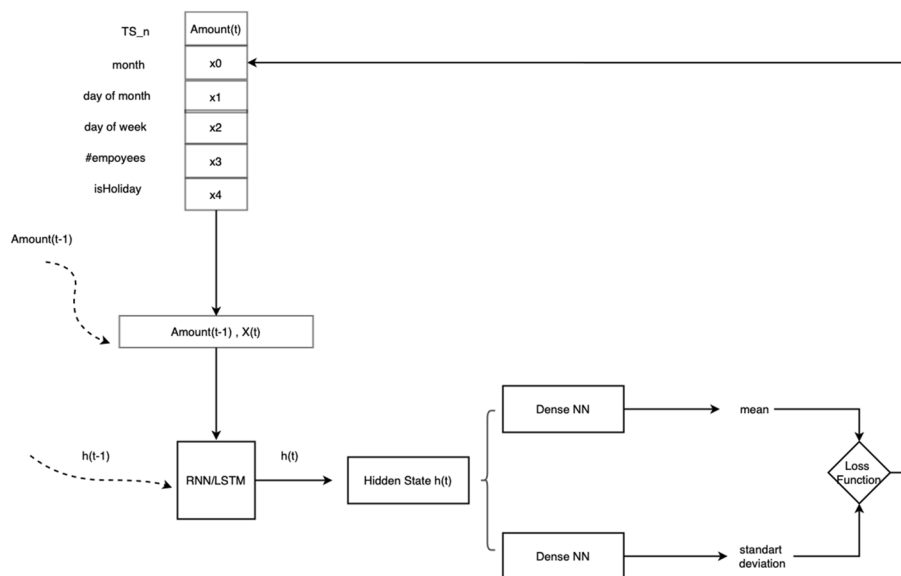 TS_n
Amount(t)
month
x0
day of month
x1
day of week
x2
#empoyees
x3
isHoliday
x4
Amount(t-1)
Amount(t-1) , X(t)
h(t-1)
RNN/LSTM
h(t)
Hidden State h(t)
Dense NN
mean
Loss
Function
Dense NN
standart
deviation